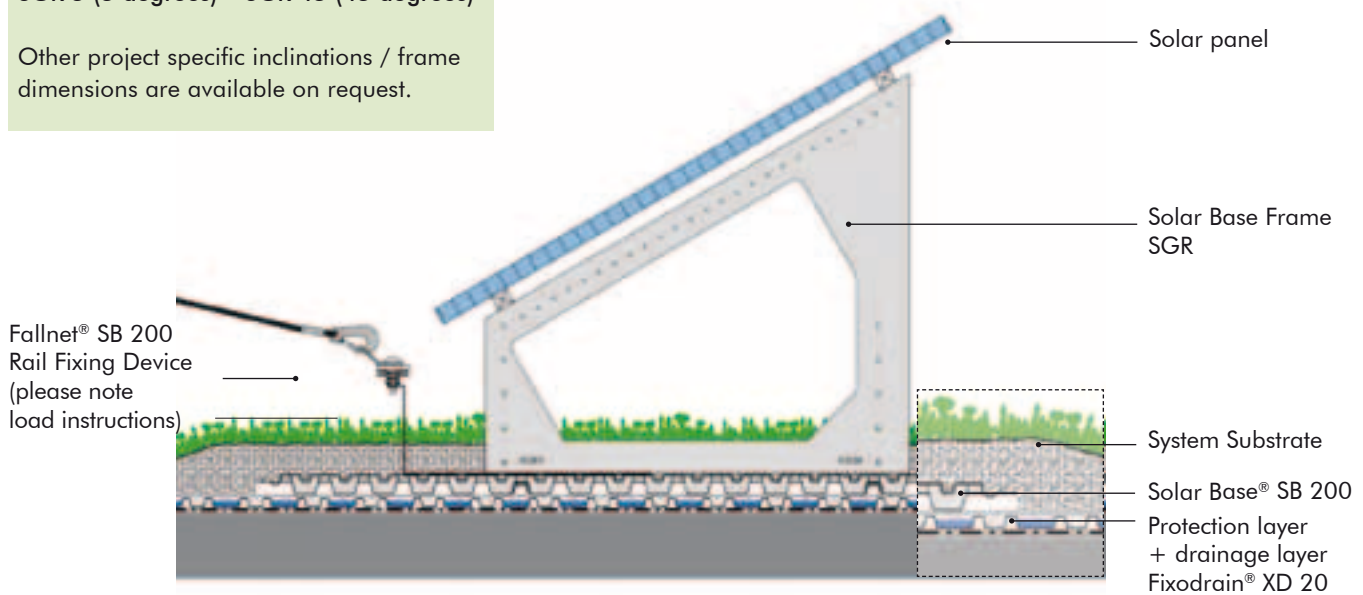 Other project specific inclinations / frame
dimensions are available on request.
Solar panel
Solar Base Frame
SGR
Fallnet® SB 200
Rail Fixing Device
(please note
load instructions)
System Substrate
Solar Base® SB 200
Protection layer
+ drainage layer
Fixodrain® XD 20